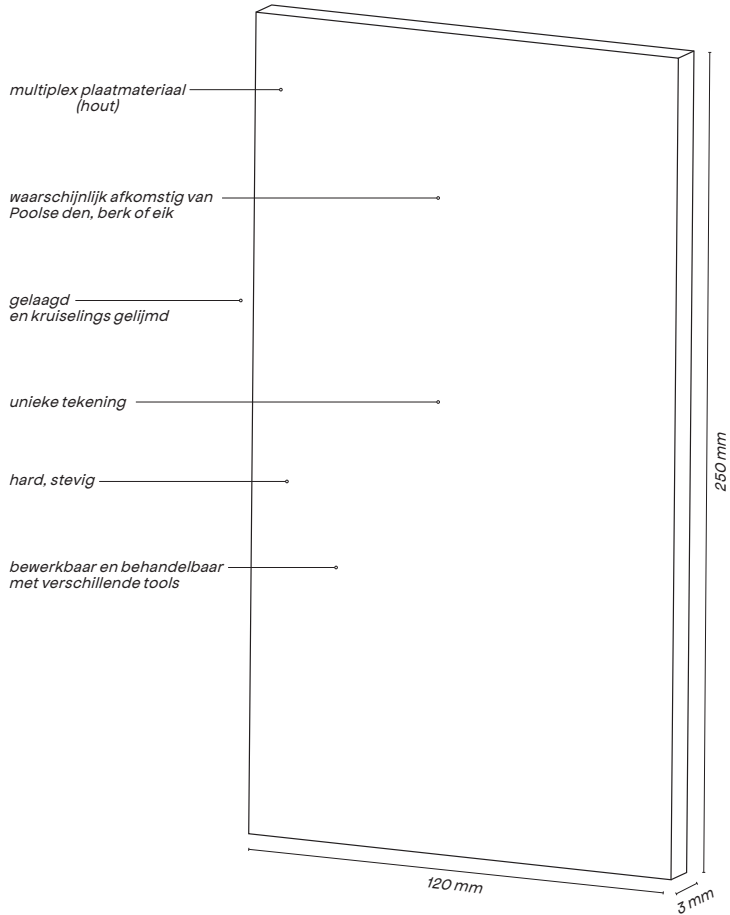 multiplex plaatmateriaal
(hout)
waarschijnlijk afkomstig van
Poolse den, berk of eik
gelaagd
en kruiselings gelijmd
unieke tekening
hard, stevig
bewerkbaar en behandelbaar
met verschillende tools
250 mm
120 mm
3 mm